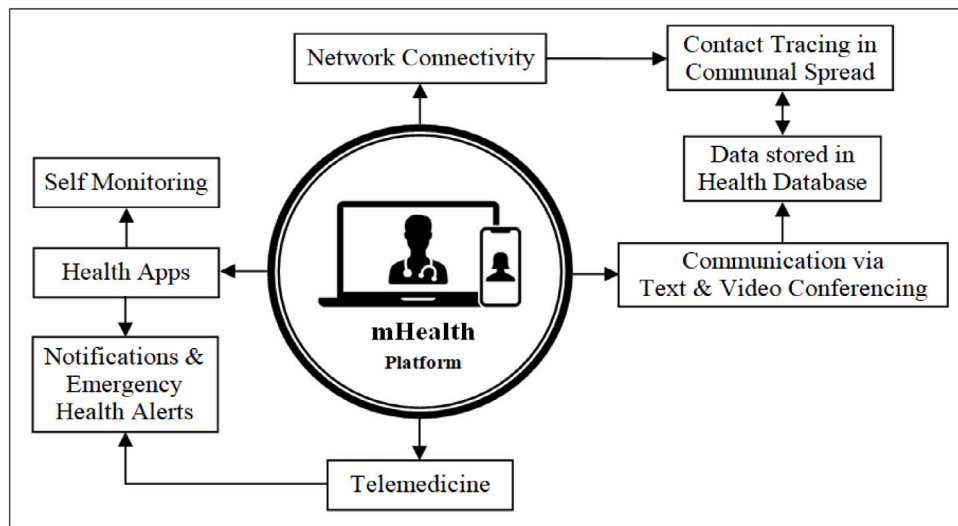 Network Connectivity
Contact Tracing in
Communal Spread
Self Monitoring
Data stored in
Health Database
Health Apps
Communication via
Text & Video Conferencing
mHealth
Platform
Notifications &
Emergency
Health Alerts
Telemedicine